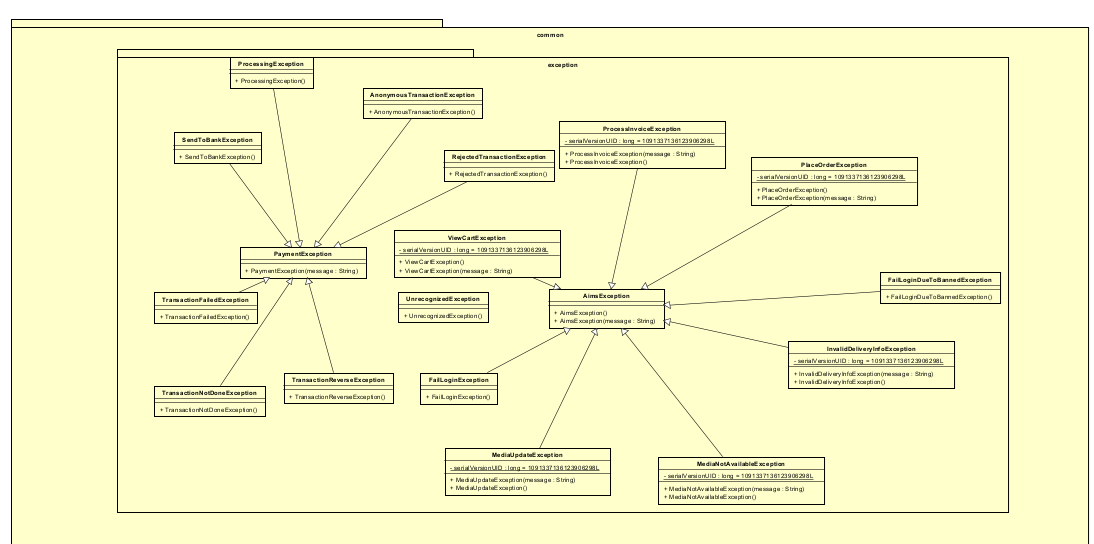 common
exception
ProcessingException
+ ProcessingException()
AnonymousTransactionException
+ AnonymousTransactionException()
SendToBankException
+ SendToBankException()
RejectedTransactionException
+ RejectedTransactionException()
ProcessInvoiceException
- serialVersionUID : long = 1091337136123906298L
+ ProcessInvoiceException(message : String)
+ ProcessInvoiceException()
PlaceOrderException
- serialVersionUID : long = 1091337136123906298L
+ PlaceOrderException()
+ PlaceOrderException(message : String)
PaymentException
+ PaymentException(message : String)
ViewCartException
- serialVersionUID : long = 1091337136123906298L
+ ViewCartException()
+ ViewCartException(message : String)
TransactionFailedException
+ TransactionFailedException()
UnrecognizedException
+ UnrecognizedException()
AimsException
+ AimsException()
+ AimsException(message : String)
FailLoginDueToBannedException
+ FailLoginDueToBannedException()
InvalidDeliveryInfoException
- serialVersionUID : long = 1091337136123906298L
+ InvalidDeliveryInfoException(message : String)
+ InvalidDeliveryInfoException()
TransactionNotDoneException
+ TransactionNotDoneException()
TransactionReverseException
+ TransactionReverseException()
FailLoginException
+ FailLoginException()
MediaUpdateException
- serialVersionUID : long = 1091337136123906298L
+ MediaUpdateException(message : String)
+ MediaUpdateException()
MediaNotAvailableException
- serialVersionUID : long = 1091337136123906298L
+ MediaNotAvailableException(message : String)
+ MediaNotAvailableException()